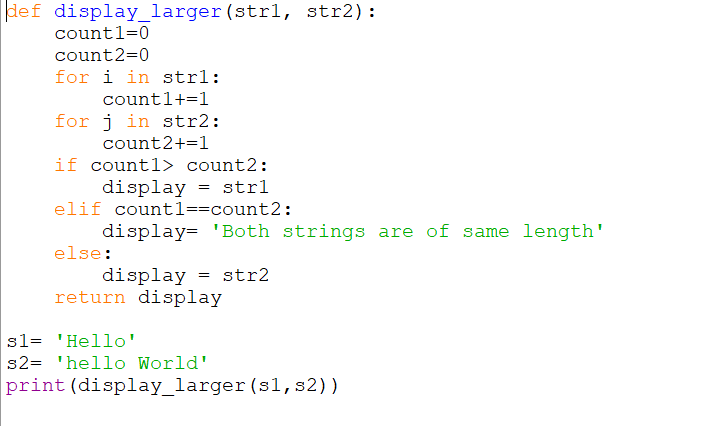 def display_larger(str1, str2):
    count1=0
    count2=0
    for i in str1:
        count1+=1
    for j in str2:
        count2+=1
    if count1> count2:
        display = str1
    elif count1==count2:
        display= 'Both strings are of same length'
    else:
        display = str2
    return display

s1= 'Hello'
s2= 'hello World'
print(display_larger(s1,s2))